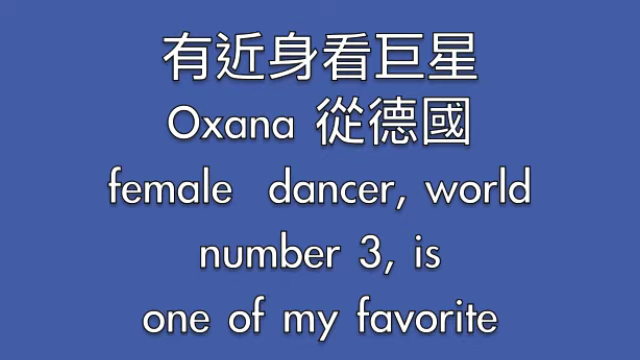 有近身看巨星
Oxana 從德國
female dancer, world
number 3, is
one of my favorite